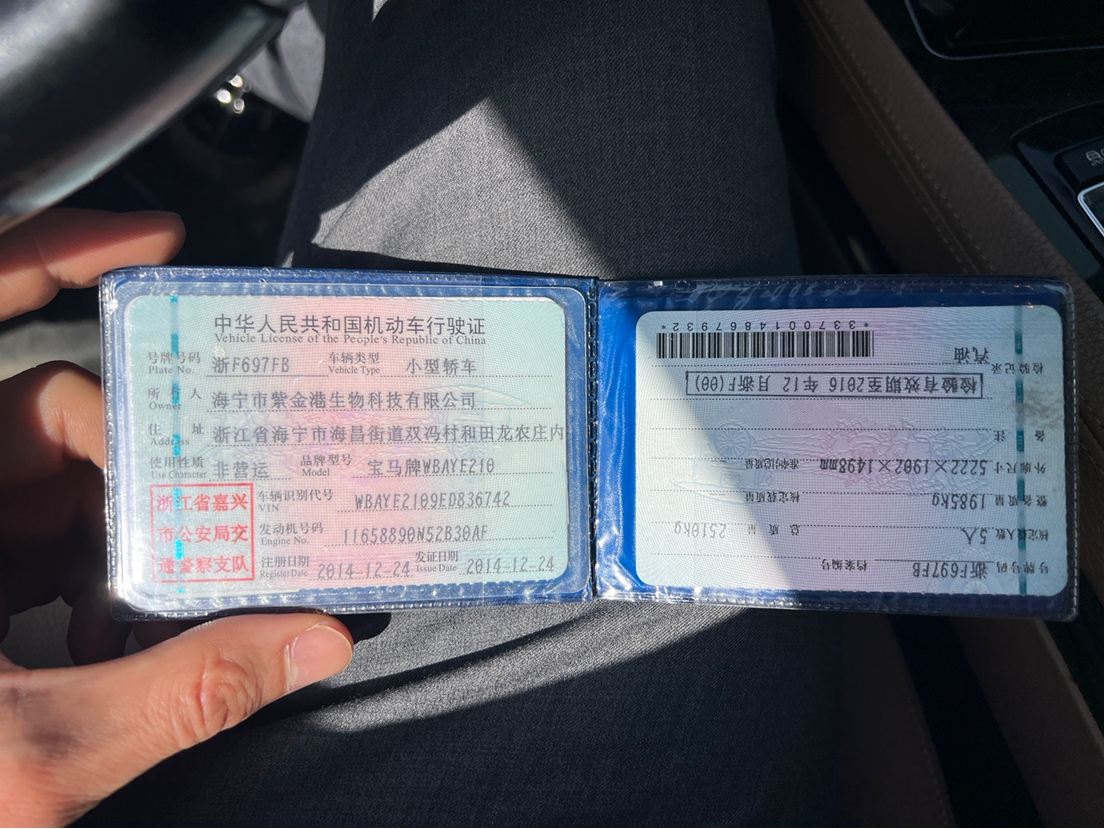 中华人民共和国机动车行驶证
Vehicle License of the People's Republic of China
号牌号码 浙F697FB 车辆类型 小型轿车
Plate No. Vehicle Type
所有人 海宁市紫金港生物科技有限公司
Owner
住址 浙江省海宁市海昌街道双冯村和田龙农庄内
Address
使用性质 非营运 品牌型号 宝马牌WBAYE210
Use Character Model
浙江省嘉兴
市公安局交
通警察支队
车辆识别代号 WBAYE2109ED836742
VIN
发动机号码 11658890N52B30AF
Engine No.
注册日期 2014-12-24 发证日期 2014-12-24
Register Date Issue Date
号牌号码 浙F697FB 档案编号
核定载人数 5人 总质量 2510kg
整备质量 1985kg 核定载质量
外廓尺寸 5222×1902×1498mm 准牵引总质量
备注
检验有效期至2016年12月浙F(00)
检验记录
汽油
*3370014867932*